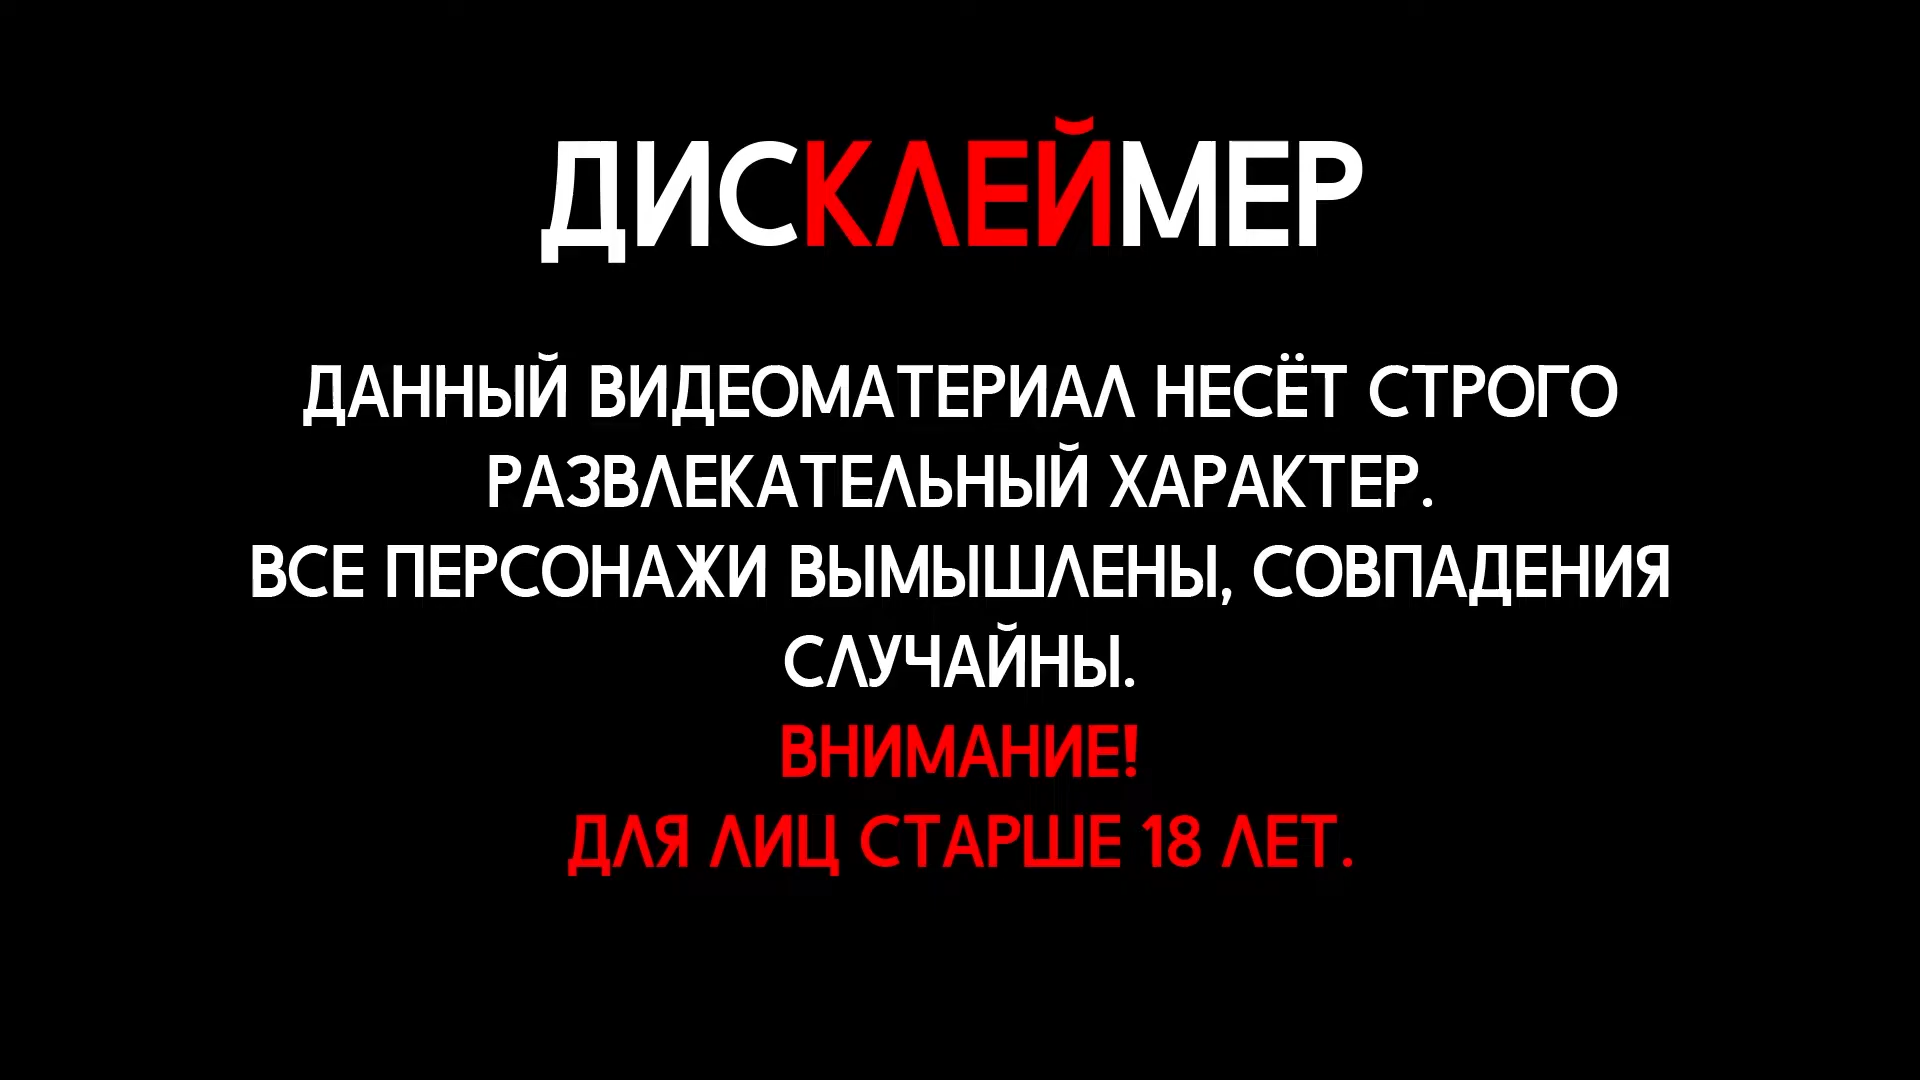 ДИСКЛЕЙМЕР
ДАННЫЙ ВИДЕОМАТЕРИАЛ НЕСЁТ СТРОГО
РАЗВЛЕКАТЕЛЬНЫЙ ХАРАКТЕР.
ВСЕ ПЕРСОНАЖИ ВЫМЫШЛЕНЫ, СОВПАДЕНИЯ
СЛУЧАЙНЫ.
ВНИМАНИЕ!
ДЛЯ ЛИЦ СТАРШЕ 18 ЛЕТ.